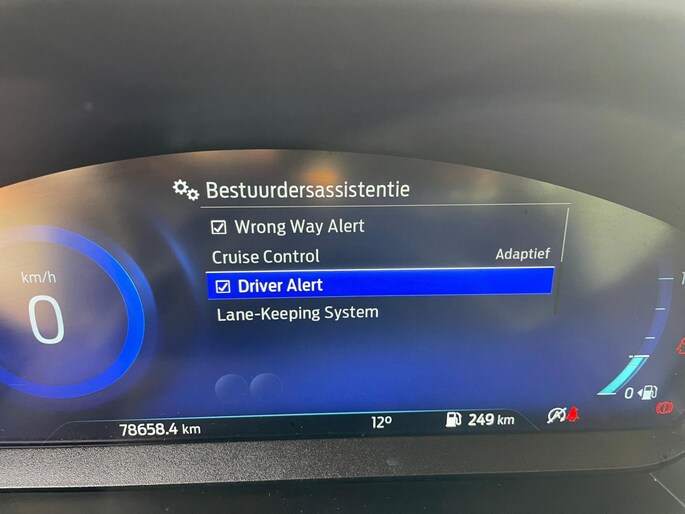 Bestuurdersassistentie
Wrong Way Alert
Cruise Control Adaptief
km/h
Driver Alert
0
Lane-Keeping System
0
78658.4 km 12° 249 km